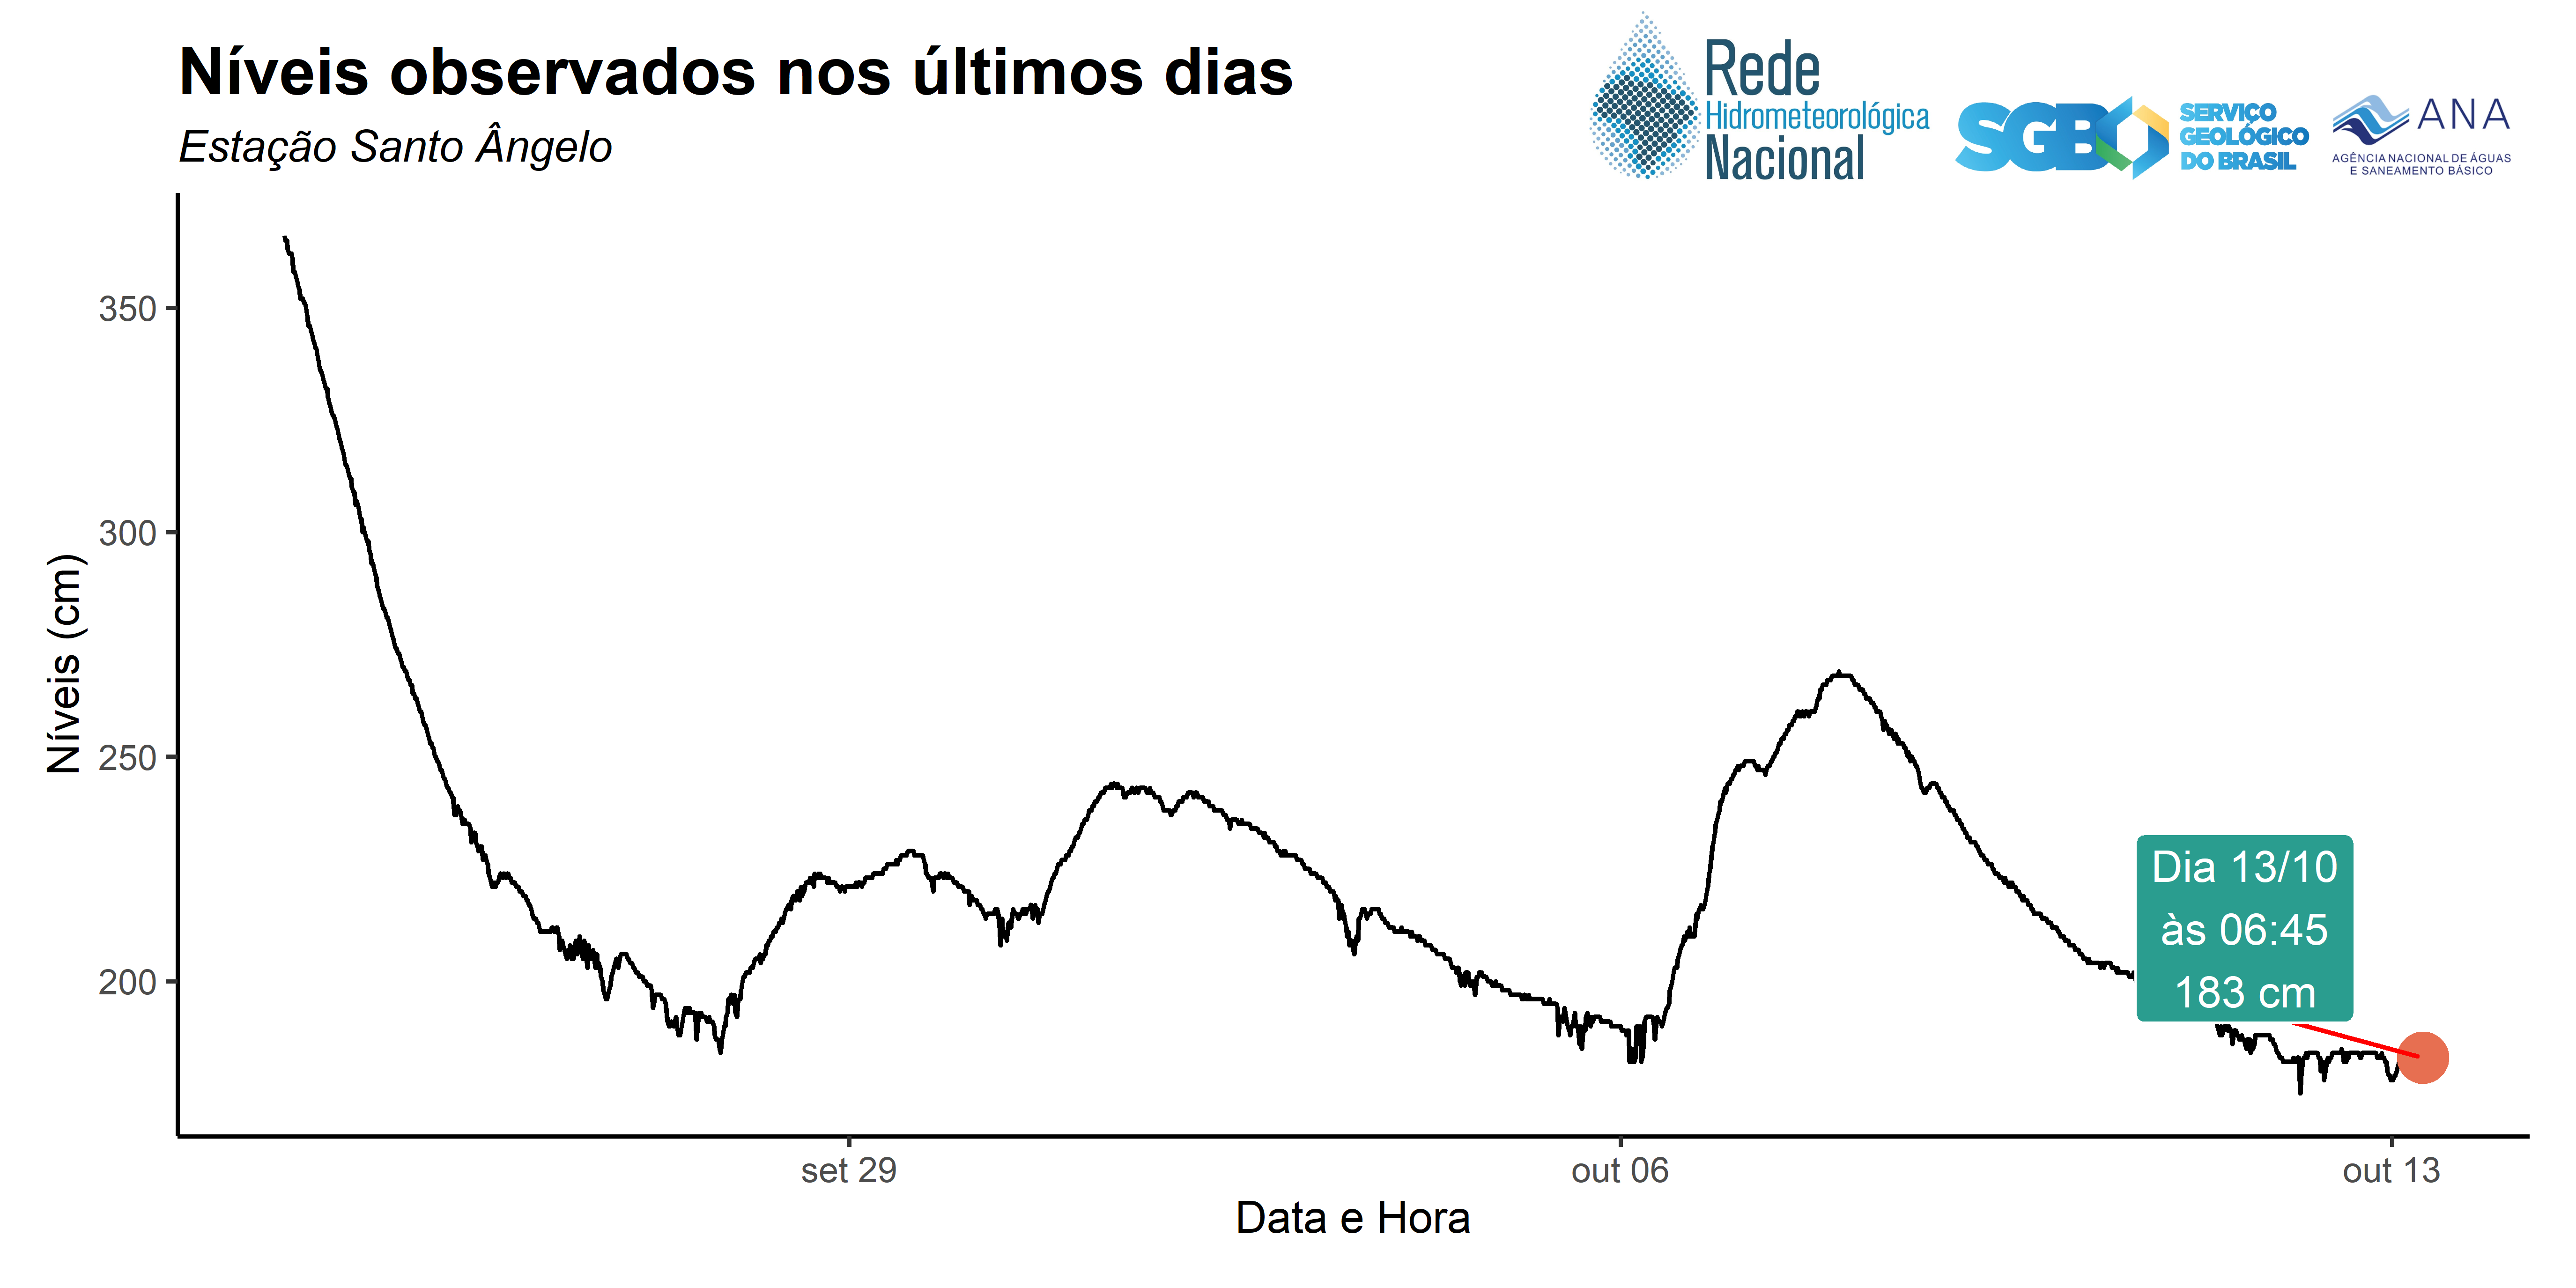 Níveis observados nos últimos dias
Estação Santo Ângelo
Rede
Hidrometeorológica
Nacional
SGB
SERVIÇO
GEOLÓGICO
DO BRASIL
ANA
AGÊNCIA NACIONAL DE ÁGUAS
E SANEAMENTO BÁSICO
Níveis (cm)
350
300
250
200
Dia 13/10
às 06:45
183 cm
set 29
out 06
out 13
Data e Hora